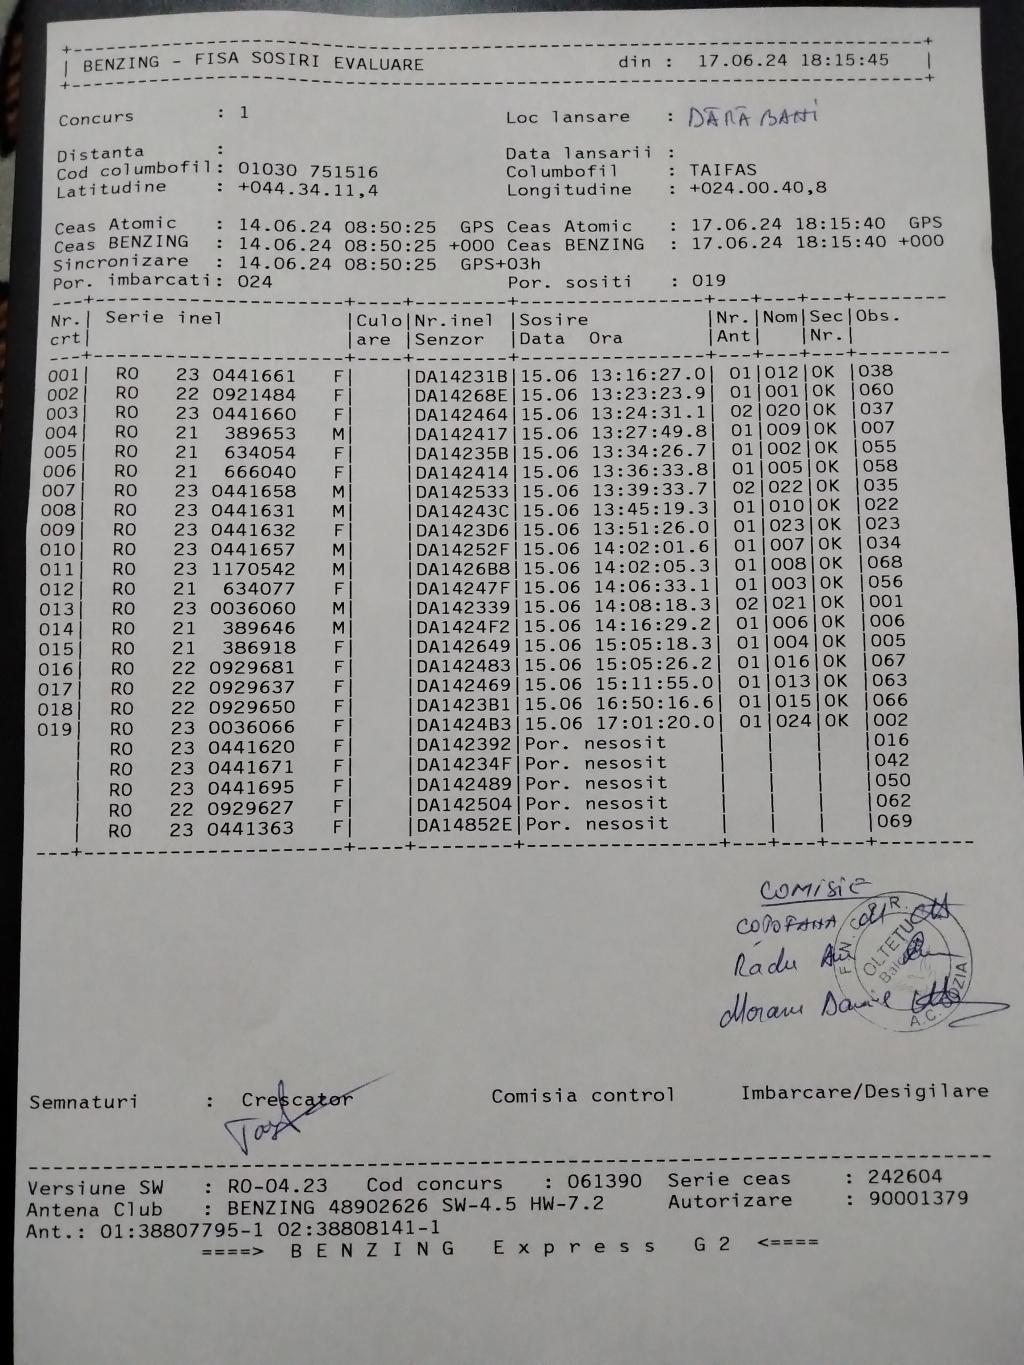 BENZING - FISA SOSIRI EVALUARE din : 17.06.24 18:15:45
Concurs : 1 Loc lansare : DARABANI
Distanta : Data lansarii :
Cod columbofil: 01030 751516 Columbofil : TAIFAS
Latitudine : +044.34.11,4 Longitudine : +024.00.40,8
Ceas Atomic : 14.06.24 08:50:25 GPS Ceas Atomic : 17.06.24 18:15:40 GPS
Ceas BENZING : 14.06.24 08:50:25 +000 Ceas BENZING : 17.06.24 18:15:40 +000
Sincronizare : 14.06.24 08:50:25 GPS+03h
Por. imbarcati: 024 Por. sositi : 019
Nr.| Serie inel |Culo|Nr.inel |Sosire |Nr.|Nom|Sec|Obs.
crt| |are |Senzor |Data Ora |Ant| |Nr.|
001| RO 23 0441661 F| |DA14231B|15.06 13:16:27.0| 01|012|OK |038
002| RO 22 0921484 F| |DA14268E|15.06 13:23:23.9| 01|001|OK |060
003| RO 23 0441660 F| |DA142464|15.06 13:24:31.1| 02|020|OK |037
004| RO 21 389653 M| |DA142417|15.06 13:27:49.8| 01|009|OK |007
005| RO 21 634054 F| |DA14235B|15.06 13:34:26.7| 01|002|OK |055
006| RO 21 666040 F| |DA142414|15.06 13:36:33.8| 01|005|OK |058
007| RO 23 0441658 M| |DA142533|15.06 13:39:33.7| 02|022|OK |035
008| RO 23 0441631 M| |DA14243C|15.06 13:45:19.3| 01|010|OK |022
009| RO 23 0441632 F| |DA1423D6|15.06 13:51:26.0| 01|023|OK |023
010| RO 23 0441657 M| |DA14252F|15.06 14:02:01.6| 01|007|OK |034
011| RO 23 1170542 M| |DA1426B8|15.06 14:02:05.3| 01|008|OK |068
012| RO 21 634077 F| |DA14247F|15.06 14:06:33.1| 01|003|OK |056
013| RO 23 0036060 M| |DA142339|15.06 14:08:18.3| 02|021|OK |001
014| RO 21 389646 M| |DA1424F2|15.06 14:16:29.2| 01|006|OK |006
015| RO 21 386918 F| |DA142649|15.06 15:05:18.3| 01|004|OK |005
016| RO 22 0929681 F| |DA142483|15.06 15:05:26.2| 01|016|OK |067
017| RO 22 0929637 F| |DA142469|15.06 15:11:55.0| 01|013|OK |063
018| RO 22 0929650 F| |DA1423B1|15.06 16:50:16.6| 01|015|OK |066
019| RO 23 0036066 F| |DA1424B3|15.06 17:01:20.0| 01|024|OK |002
| RO 23 0441620 F| |DA142392|Por. nesosit | | | |016
| RO 23 0441671 F| |DA14234F|Por. nesosit | | | |042
| RO 23 0441695 F| |DA142489|Por. nesosit | | | |050
| RO 22 0929627 F| |DA142504|Por. nesosit | | | |062
| RO 23 0441363 F| |DA14852E|Por. nesosit | | | |069
COMISIE
Radu
OLTETU
A.C. COZIA
Semnaturi : Crescator Comisia control Imbarcare/Desigilare
Versiune SW : RO-04.23 Cod concurs : 061390 Serie ceas : 242604
Antena Club : BENZING 48902626 SW-4.5 HW-7.2 Autorizare : 90001379
Ant.: 01:38807795-1 02:38808141-1
====> BENZING Express G2 <====